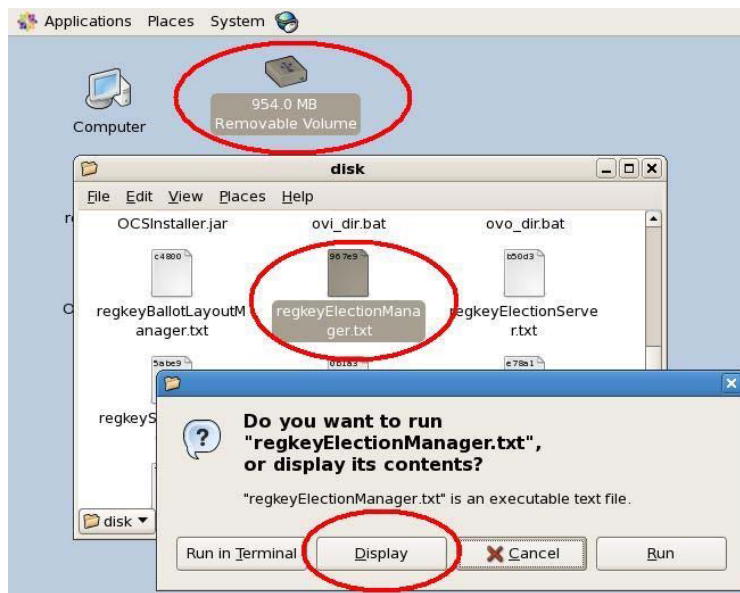 Applications Places System
954.0 MB
Removable Volume
Computer
disk
File Edit View Places Help
OCSInstaller.jar ovi_dir.bat ovo_dir.bat
c4800 967e9 b50d3
regkeyBallotLayoutM regkeyElectionMana regkeyElectionServe
anager.txt ger.txt r.txt
5abe9 0b1a3 e78a1
regkeyS
Do you want to run
"regkeyElectionManager.txt",
or display its contents?
"regkeyElectionManager.txt" is an executable text file.
disk
Run in Terminal Display Cancel Run